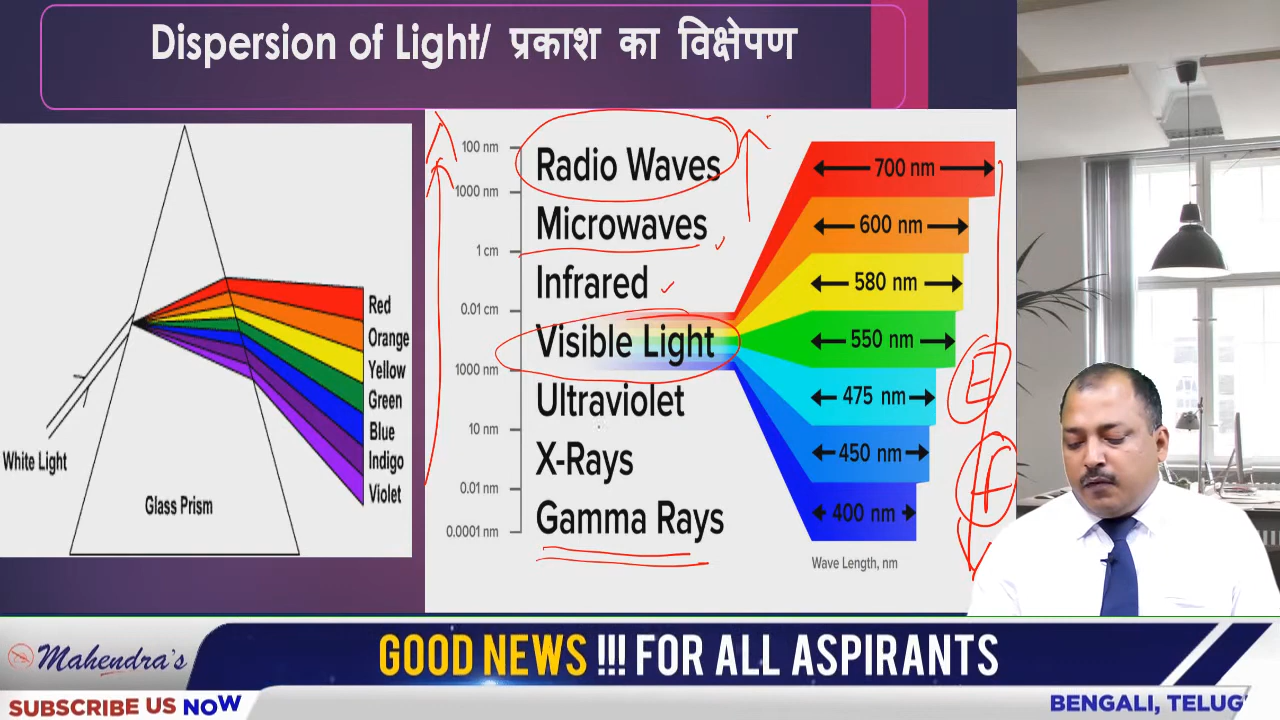 Dispersion of Light/ प्रकाश का विक्षेपण
Red
Orange
Yellow
Green
Blue
Indigo
Violet
White Light
Glass Prism
λ
100 nm
1000 nm
1 cm
0.01 cm
1000 nm
10 nm
0.01 nm
0.0001 nm
Radio Waves
Microwaves
Infrared
Visible Light
Ultraviolet
X-Rays
Gamma Rays
700 nm
600 nm
580 nm
550 nm
475 nm
450 nm
400 nm
E
f
Wave Length, nm
Mahendra's
GOOD NEWS !!! FOR ALL ASPIRANTS
SUBSCRIBE US NOW
BENGALI, TELUG